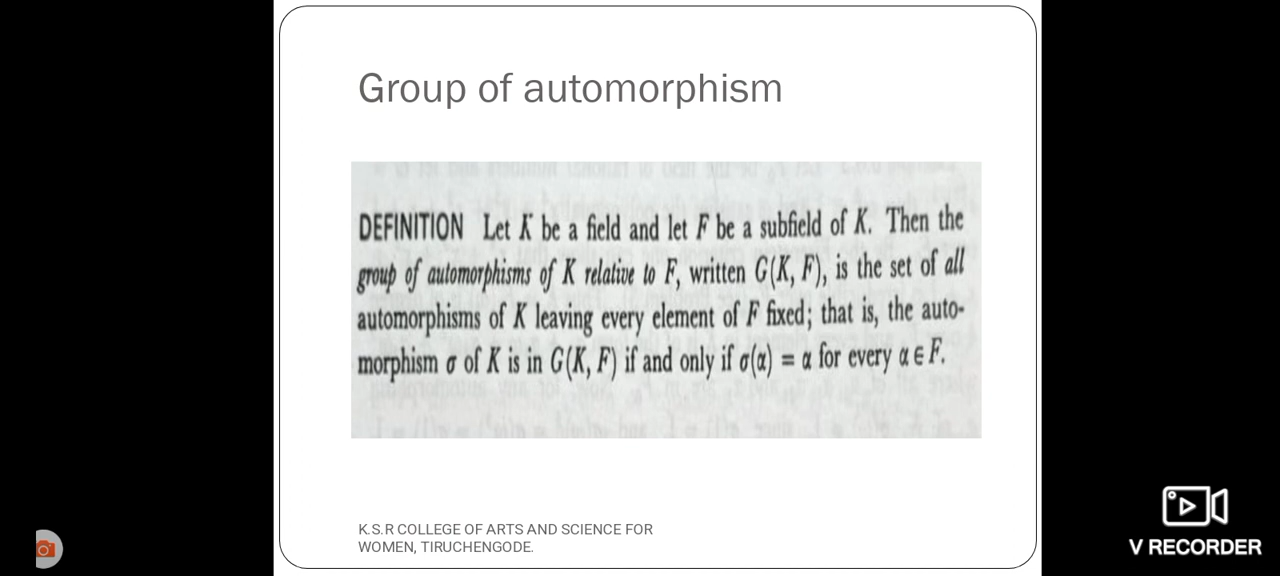 Group of automorphism
DEFINITION Let K be a field and let F be a subfield of K. Then the
group of automorphisms of K relative to F, written G(K, F), is the set of all
automorphisms of K leaving every element of F fixed; that is, the auto-
morphism σ of K is in G(K, F) if and only if σ(α) = α for every α ∈ F.
K.S.R COLLEGE OF ARTS AND SCIENCE FOR
WOMEN, TIRUCHENGODE.
V RECORDER